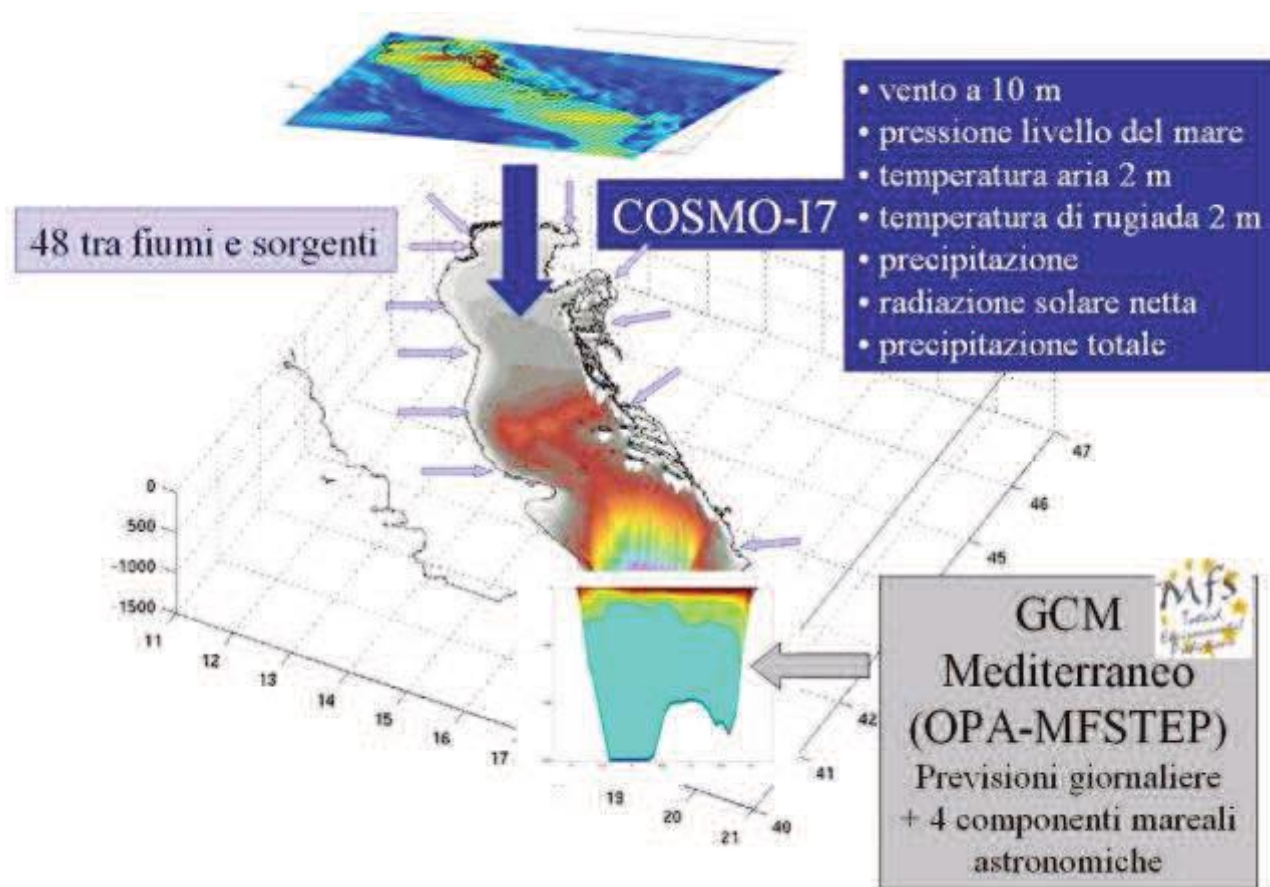 48 tra fiumi e sorgenti
COSMO-I7
• vento a 10 m
• pressione livello del mare
• temperatura aria 2 m
• temperatura di rugiada 2 m
• precipitazione
• radiazione solare netta
• precipitazione totale
0
500
-1000
1500
11
12
13
14
15
16
17
19
20
21
40
41
42
45
46
47
Mfs
GCM
Mediterraneo
(OPA-MFSTEP)
Previsioni giornaliere
+ 4 componenti mareali
astronomiche